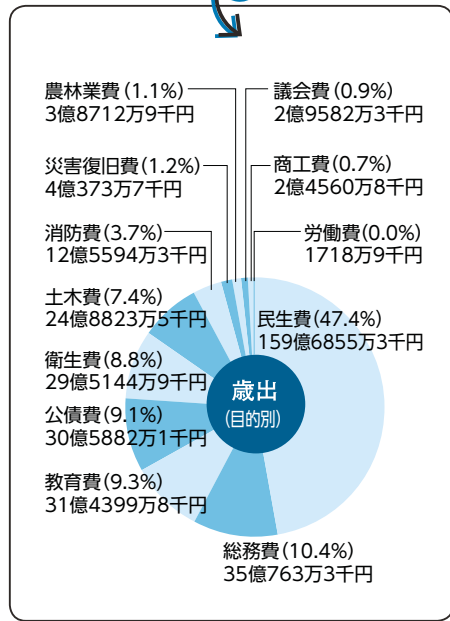 農林業費(1.1%)
3億8712万9千円
議会費(0.9%)
2億9582万3千円
災害復旧費(1.2%)
4億373万7千円
商工費(0.7%)
2億4560万8千円
消防費(3.7%)
12億5594万3千円
労働費(0.0%)
1718万9千円
土木費(7.4%)
24億8823万5千円
民生費(47.4%)
159億6855万3千円
衛生費(8.8%)
29億5144万9千円
歳出
(目的別)
公債費(9.1%)
30億5882万1千円
教育費(9.3%)
31億4399万8千円
総務費(10.4%)
35億763万3千円